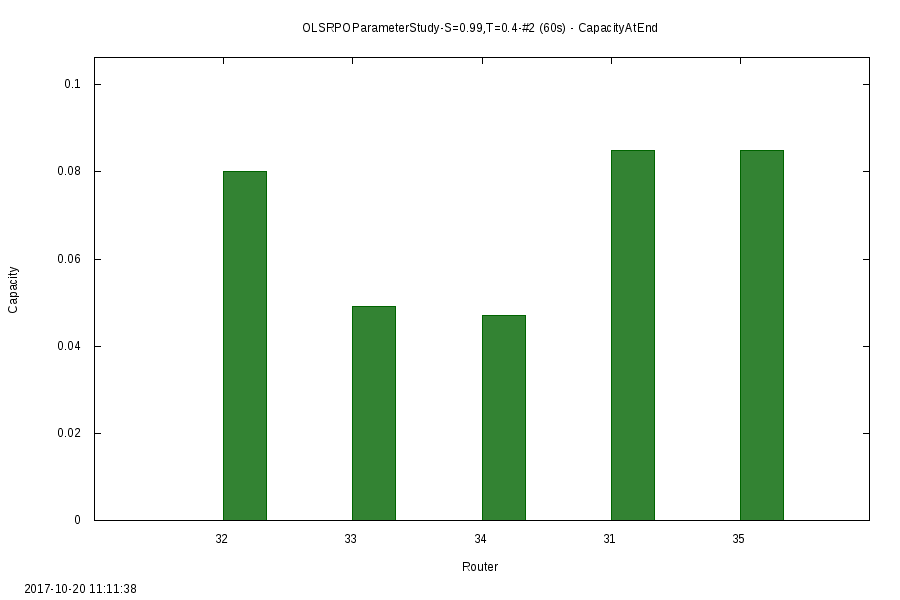 OLSRPOParameterStudy-S=0.99,T=0.4-#2 (60s) - CapacityAtEnd
0.1
0.08
0.06
0.04
0.02
0
Capacity
32 33 34 31 35
Router
2017-10-20 11:11:38